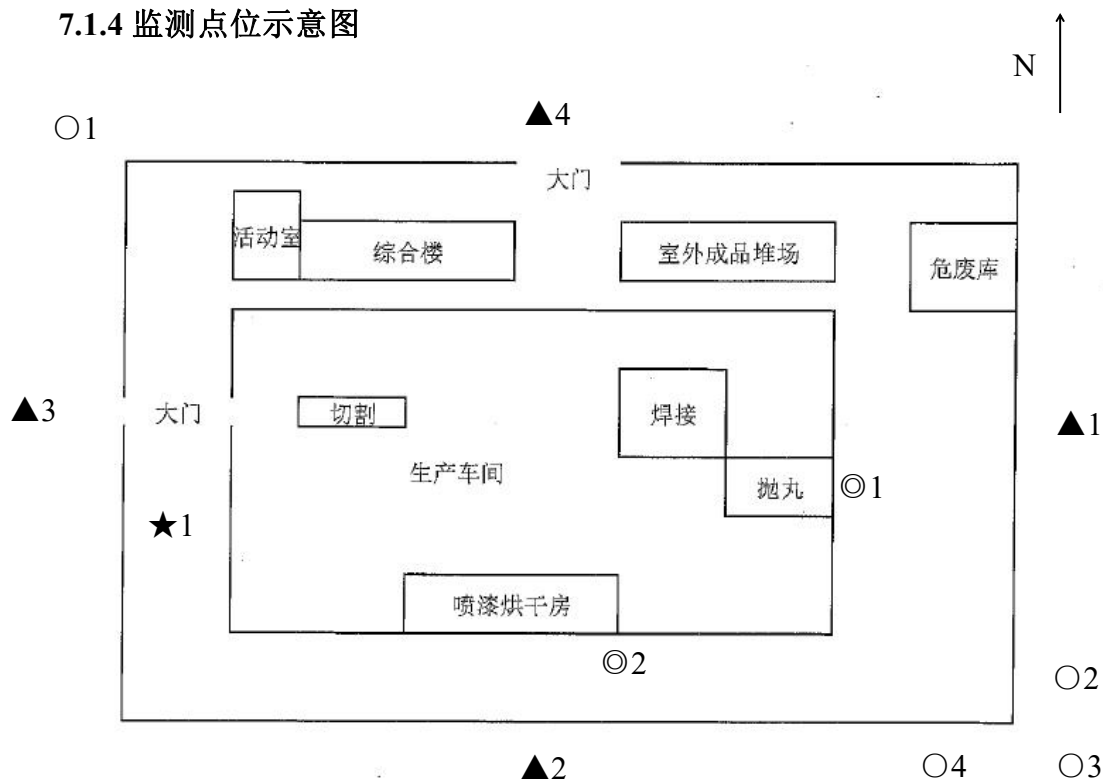 7.1.4 监测点位示意图
N
▲4
○1
大门
活动室
综合楼
室外成品堆场
危废库
▲3
大门
切割
焊接
▲1
生产车间
抛丸
◎1
★1
喷漆烘干房
◎2
○2
▲2
○4
○3